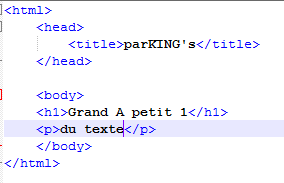 <html>
<head>
<title>parKING's</title>
</head>
<body>
<h1>Grand A petit 1</h1>
<p>du texte</p>
</body>
</html>